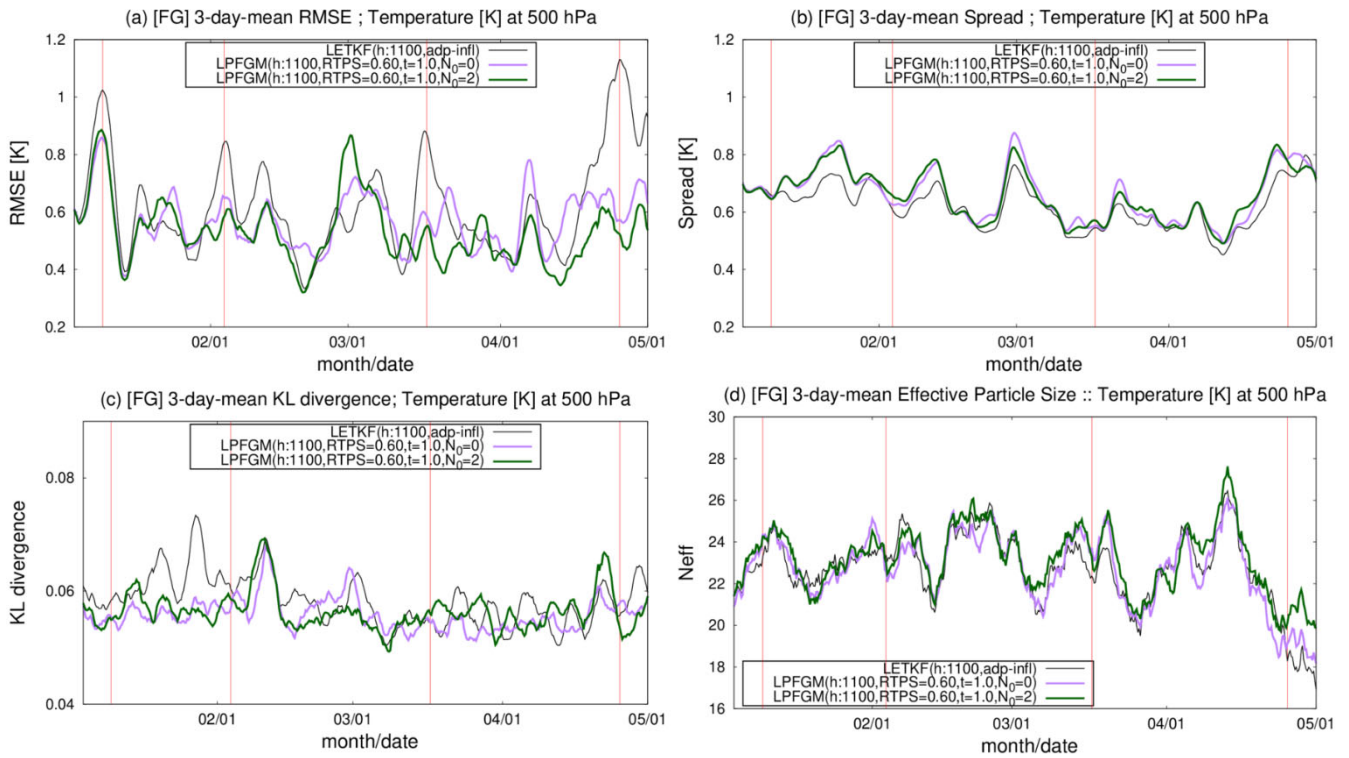 (a) [FG] 3-day-mean RMSE ; Temperature [K] at 500 hPa
1.2
1
0.8
0.6
0.4
0.2
RMSE [K]
LETKF(h:1100,adp-infl)
LPFGM(h:1100,RTPS=0.60,t=1.0,N0=0)
LPFGM(h:1100,RTPS=0.60,t=1.0,N0=2)
02/01 03/01 04/01 05/01
month/date
(b) [FG] 3-day-mean Spread ; Temperature [K] at 500 hPa
1.2
1
0.8
0.6
0.4
0.2
Spread [K]
LETKF(h:1100,adp-infl)
LPFGM(h:1100,RTPS=0.60,t=1.0,N0=0)
LPFGM(h:1100,RTPS=0.60,t=1.0,N0=2)
02/01 03/01 04/01 05/01
month/date
(c) [FG] 3-day-mean KL divergence; Temperature [K] at 500 hPa
0.08
0.06
0.04
KL divergence
LETKF(h:1100,adp-infl)
LPFGM(h:1100,RTPS=0.60,t=1.0,N0=0)
LPFGM(h:1100,RTPS=0.60,t=1.0,N0=2)
02/01 03/01 04/01 05/01
month/date
(d) [FG] 3-day-mean Effective Particle Size :: Temperature [K] at 500 hPa
30
28
26
24
22
20
18
16
Neff
LETKF(h:1100,adp-infl)
LPFGM(h:1100,RTPS=0.60,t=1.0,N0=0)
LPFGM(h:1100,RTPS=0.60,t=1.0,N0=2)
02/01 03/01 04/01 05/01
month/date